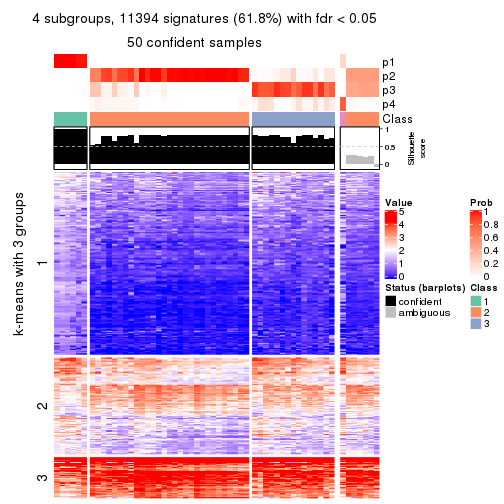 4 subgroups, 11394 signatures (61.8%) with fdr < 0.05
50 confident samples
p1
p2
p3
p4
Class
1
0.5
0
Silhouette
score
k-means with 3 groups
1
2
3
Value
5
4
3
2
1
0
Prob
1
0.8
0.6
0.4
0.2
0
Status (barplots)
confident
ambiguous
Class
1
2
3